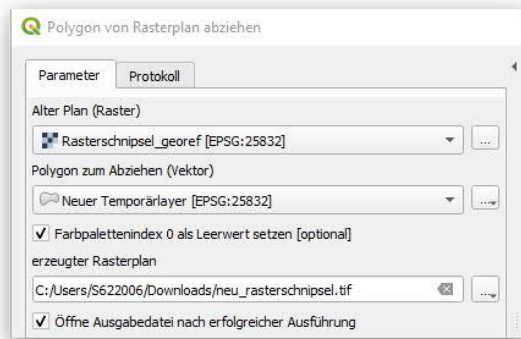 Polygon von Rasterplan abziehen
Parameter Protokoll
Alter Plan (Raster)
Rasterschnipsel_georef [EPSG:25832]
...
Polygon zum Abziehen (Vektor)
Neuer Temporärlayer [EPSG:25832]
...
Farbpalettenindex 0 als Leerwert setzen [optional]
erzeugter Rasterplan
C:/Users/S622006/Downloads/neu_rasterschnipsel.tif
...
Öffne Ausgabedatei nach erfolgreicher Ausführung